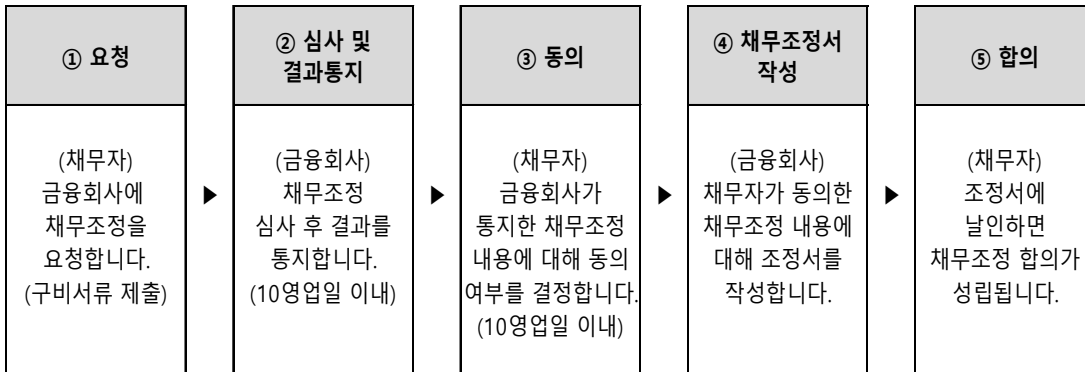 ① 요청
(채무자)
금융회사에
채무조정을
요청합니다.
(구비서류 제출)
▶
② 심사 및
결과통지
(금융회사)
채무조정
심사 후 결과를
통지합니다.
(10영업일 이내)
▶
③ 동의
(채무자)
금융회사가
통지한 채무조정
내용에 대해 동의
여부를 결정합니다.
(10영업일 이내)
▶
④ 채무조정서
작성
(금융회사)
채무자가 동의한
채무조정 내용에
대해 조정서를
작성합니다.
▶
⑤ 합의
(채무자)
조정서에
날인하면
채무조정 합의가
성립됩니다.